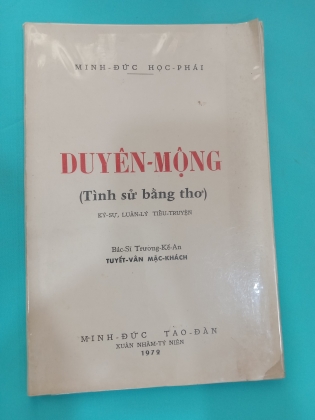 MINH-ĐỨC HỌC-PHÁI
DUYÊN-MỘNG
(Tình sử bằng thơ)
KÝ-SỰ, LUÂN-LÝ TIỂU-TRUYỆN
Bác-Sĩ Trương-Kế-An
TUYẾT-VÂN MẶC-KHÁCH
MINH-ĐỨC TAO-ĐÀN
XUÂN NHÂM-TÝ NIÊN
1972